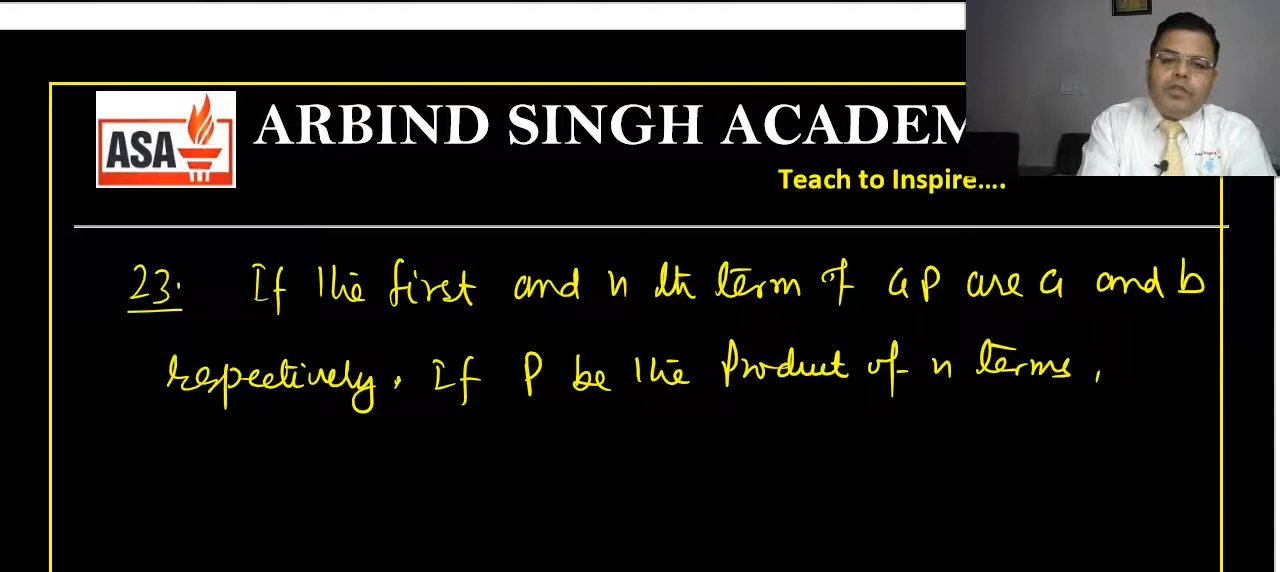 ASA
ARBIND SINGH ACADEM
Teach to Inspire....
23. If the first and n th term of GP are a and b
respectively. If P be the Product of n terms,